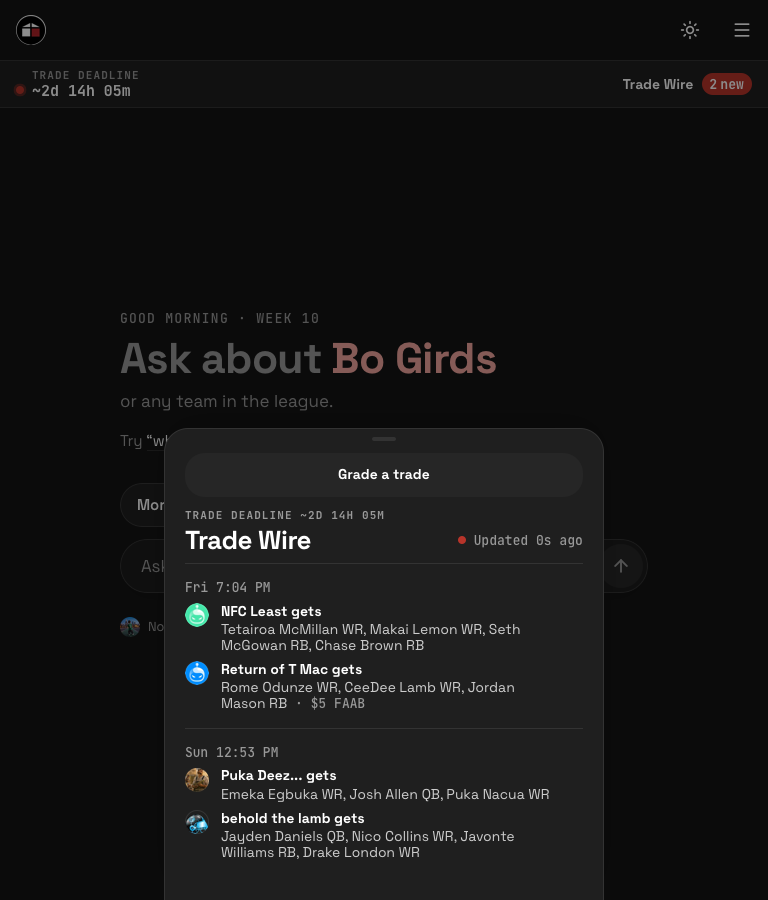 TRADE DEADLINE
~2d 14h 05m
Trade Wire 2 new
GOOD MORNING · WEEK 10
Ask about Bo Girds
or any team in the league.
Try
Grade a trade
TRADE DEADLINE ~2D 14H 05M
Trade Wire
Updated 0s ago
Fri 7:04 PM
NFC Least gets
Tetairoa McMillan WR, Makai Lemon WR, Seth
McGowan RB, Chase Brown RB
Return of T Mac gets
Rome Odunze WR, CeeDee Lamb WR, Jordan
Mason RB · $5 FAAB
Sun 12:53 PM
Puka Deez... gets
Emeka Egbuka WR, Josh Allen QB, Puka Nacua WR
behold the lamb gets
Jayden Daniels QB, Nico Collins WR, Javonte
Williams RB, Drake London WR